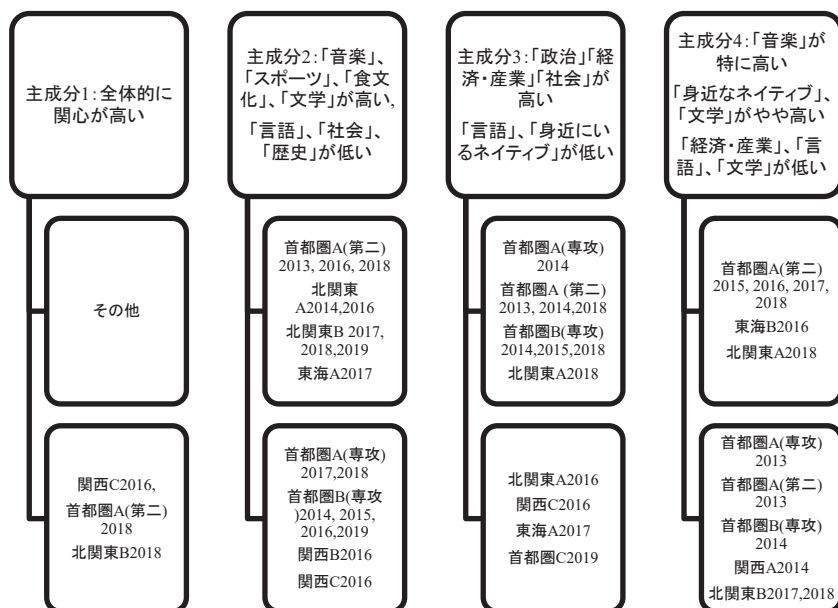 主成分1:全体的に
関心が高い
主成分2:「音楽」、
「スポーツ」、「食文
化」、「文学」が高い,
「言語」、「社会」、
「歴史」が低い
主成分3:「政治」「経
済・産業」「社会」が
高い
「言語」、「身近にい
るネイティブ」が低い
主成分4:「音楽」が
特に高い
「身近なネイティブ」、
「文学」がやや高い
「経済・産業」、「言
語」、「文学」が低い
その他
首都圏A(第二)
2013, 2016, 2018
北関東
A2014,2016
北関東B 2017,
2018,2019
東海A2017
首都圏A(専攻)
2014
首都圏A (第二)
2013, 2014,2018
首都圏B(専攻)
2014,2015,2018
北関東A2018
首都圏A(第二)
2015, 2016, 2017,
2018
東海B2016
北関東A2018
関西C2016,
首都圏A(第二)
2018
北関東B2018
首都圏A(専攻)
2017,2018
首都圏B(専攻
)2014, 2015,
2016,2019
関西B2016
関西C2016
北関東A2016
関西C2016
東海A2017
首都圏C2019
首都圏A(専攻)
2013
首都圏A(第二)
2013
首都圏B(専攻)
2014
関西A2014
北関東B2017,2018